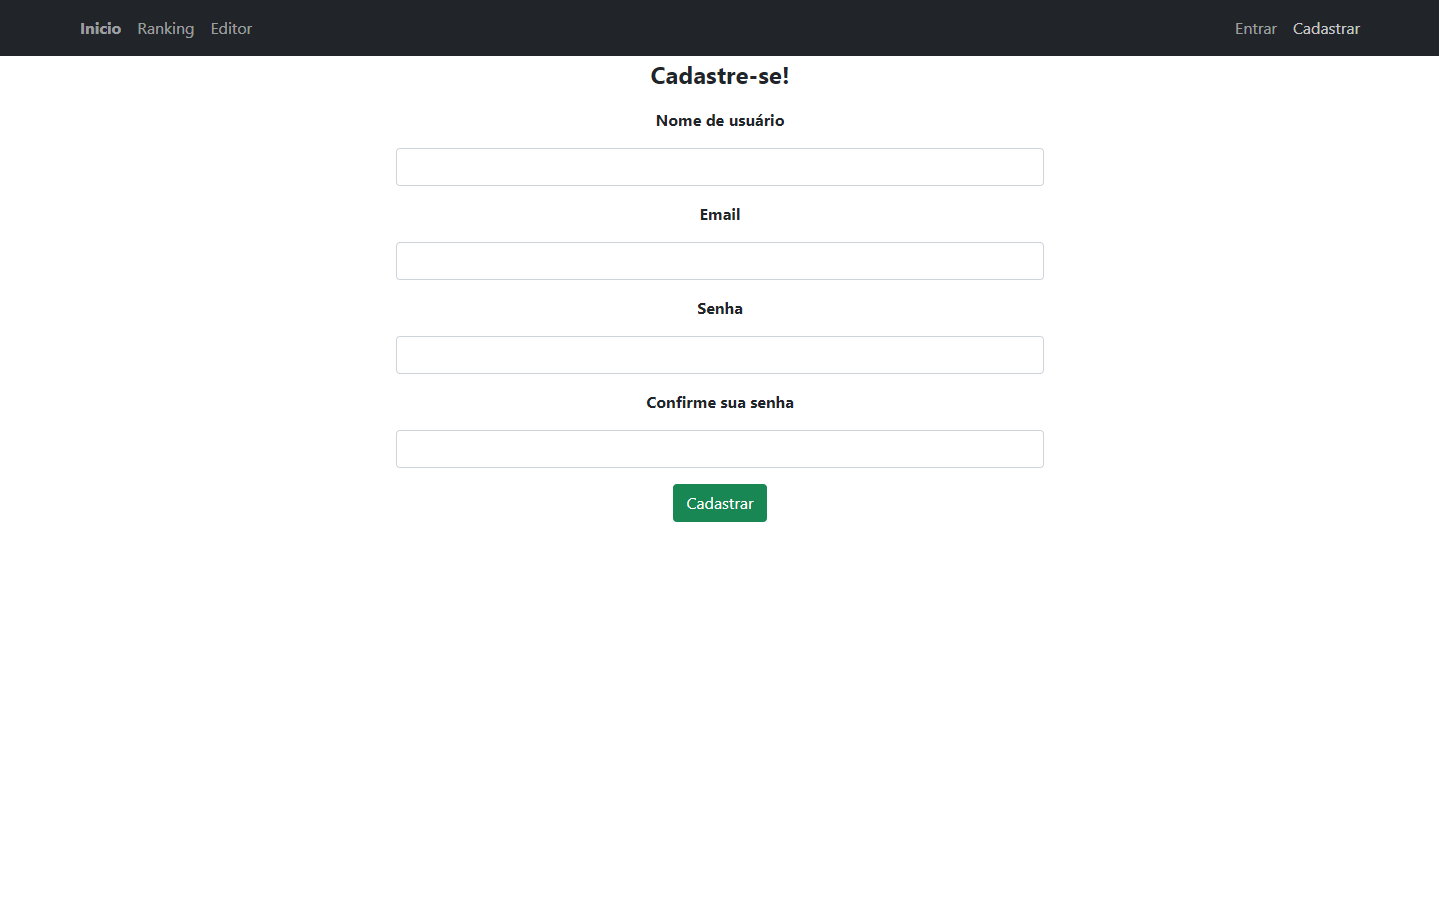 Inicio Ranking Editor Entrar Cadastrar
Cadastre-se!
Nome de usuário
Email
Senha
Confirme sua senha
Cadastrar